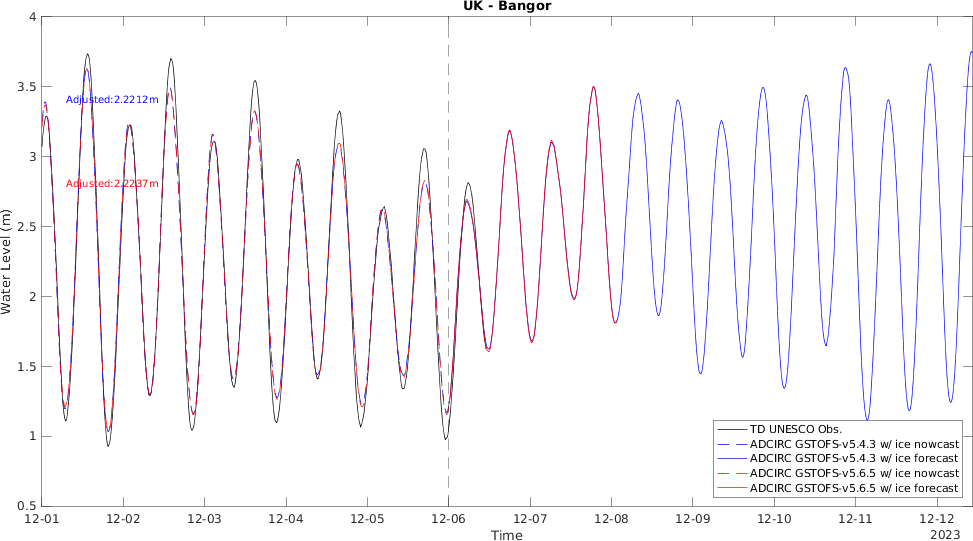 UK - Bangor
4
3.5
3
2.5
2
1.5
1
0.5
Water Level (m)
Adjusted:2.2212m
Adjusted:2.2237m
TD UNESCO Obs.
ADCIRC GSTOFS-v5.4.3 w/ ice nowcast
ADCIRC GSTOFS-v5.4.3 w/ ice forecast
ADCIRC GSTOFS-v5.6.5 w/ ice nowcast
ADCIRC GSTOFS-v5.6.5 w/ ice forecast
12-01 12-02 12-03 12-04 12-05 12-06 12-07 12-08 12-09 12-10 12-11 12-12
Time
2023